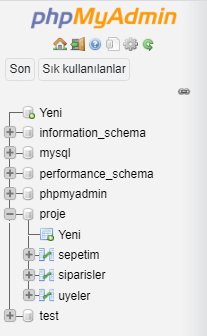 phpMyAdmin
Son Sık kullanılanlar
Yeni
information_schema
mysql
performance_schema
phpmyadmin
proje
Yeni
sepetim
siparisler
uyeler
test